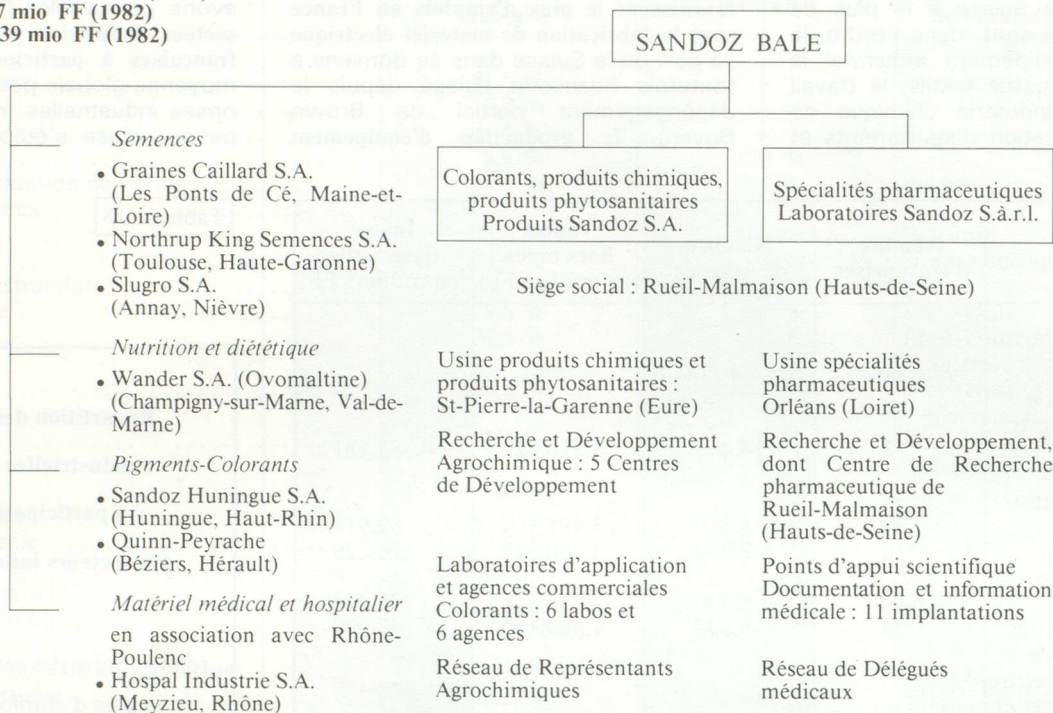 7 mio FF (1982)
39 mio FF (1982)
SANDOZ BALE
Semences
• Graines Caillard S.A.
(Les Ponts de Cé, Maine-et-
Loire)
• Northrup King Semences S.A.
(Toulouse, Haute-Garonne)
• Slugro S.A.
(Annay, Nièvre)
Nutrition et diététique
• Wander S.A. (Ovomaltine)
(Champigny-sur-Marne, Val-de-
Marne)
Pigments-Colorants
• Sandoz Huningue S.A.
(Huningue, Haut-Rhin)
• Quinn-Peyrache
(Béziers, Hérault)
Matériel médical et hospitalier
en association avec Rhône-
Poulenc
• Hospal Industrie S.A.
(Meyzieu, Rhône)
Colorants, produits chimiques,
produits phytosanitaires
Produits Sandoz S.A.
Spécialités pharmaceutiques
Laboratoires Sandoz S.à.r.l.
Siège social : Rueil-Malmaison (Hauts-de-Seine)
Usine produits chimiques et
produits phytosanitaires :
St-Pierre-la-Garenne (Eure)
Recherche et Développement
Agrochimique : 5 Centres
de Développement
Laboratoires d'application
et agences commerciales
Colorants : 6 labos et
6 agences
Réseau de Représentants
Agrochimiques
Usine spécialités
pharmaceutiques
Orléans (Loiret)
Recherche et Développement,
dont Centre de Recherche
pharmaceutique de
Rueil-Malmaison
(Hauts-de-Seine)
Points d'appui scientifique
Documentation et information
médicale : 11 implantations
Réseau de Délégués
médicaux